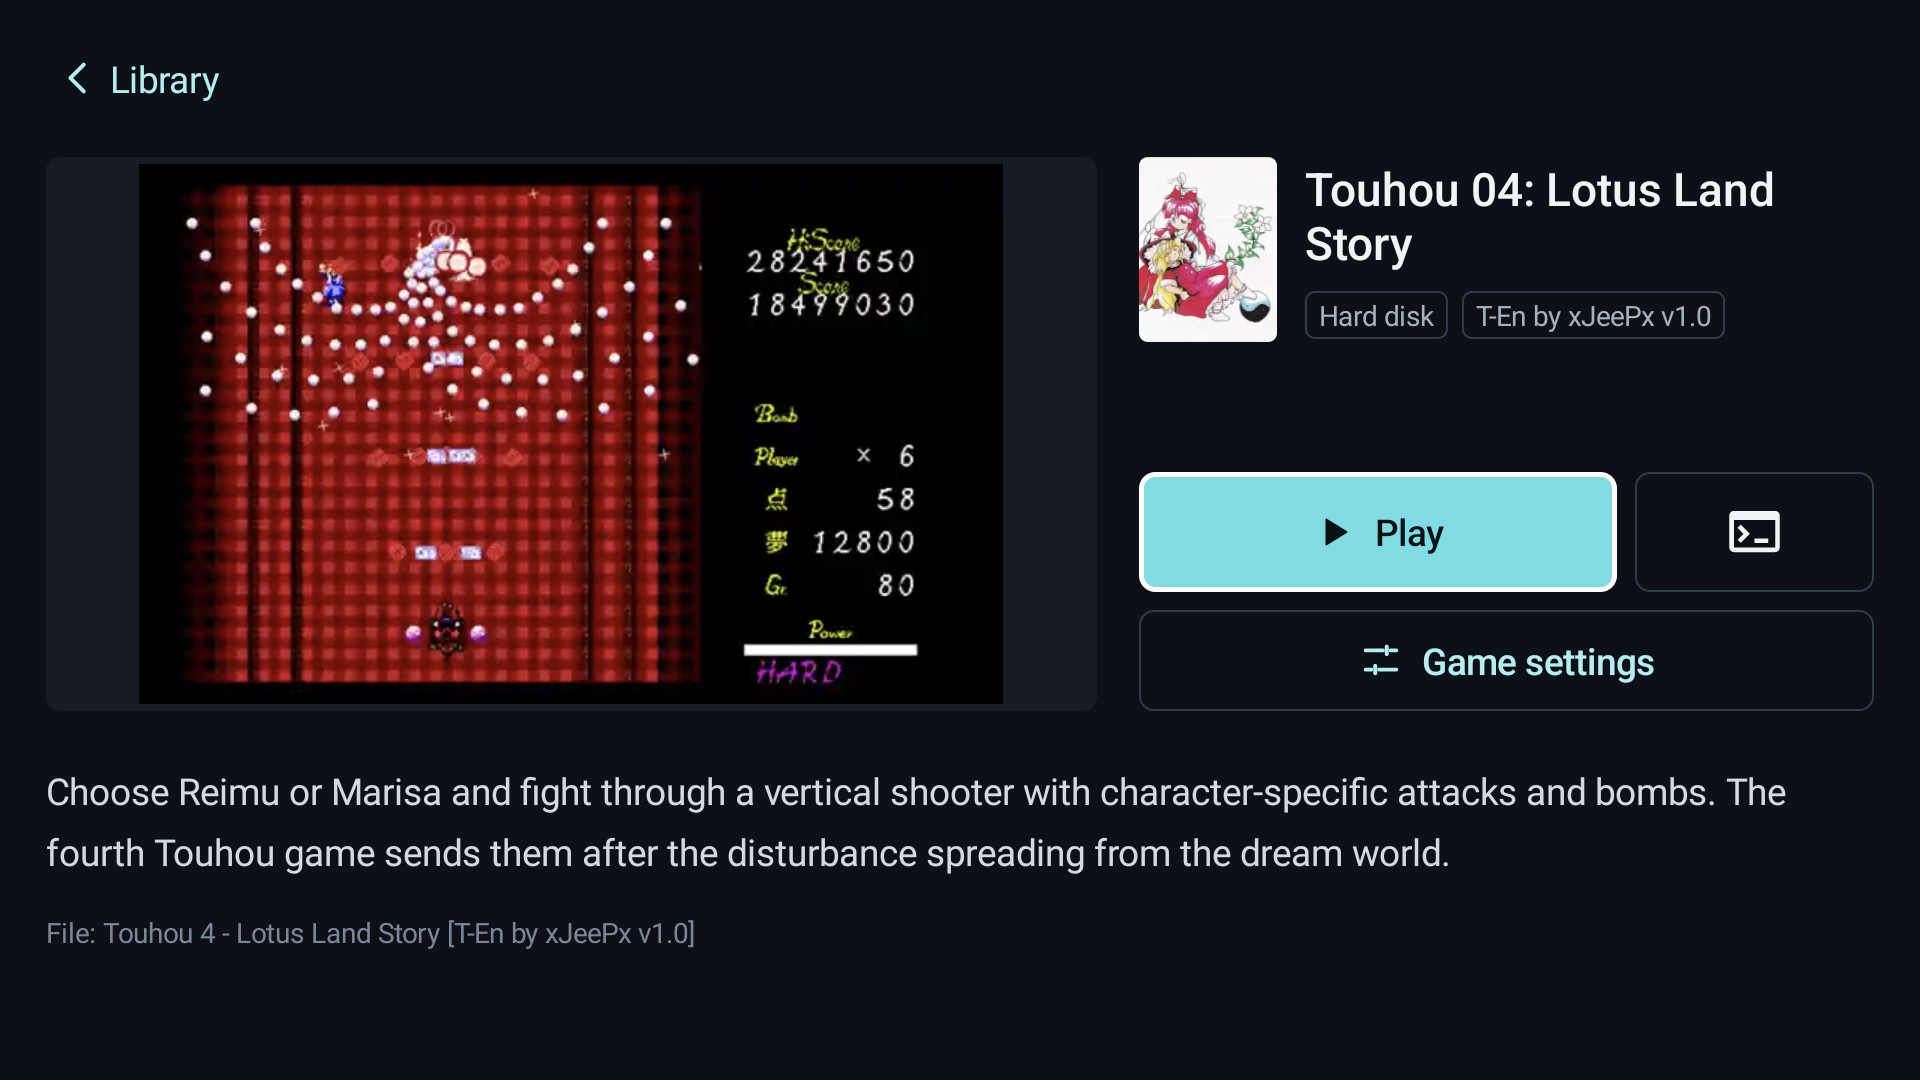 Library
HiScore
28241650
Score
18499030
Bomb
Player × 6
点 58
夢 12800
Gr. 80
Power
HARD
Touhou 04: Lotus Land
Story
Hard disk
T-En by xJeePx v1.0
Play
Game settings
Choose Reimu or Marisa and fight through a vertical shooter with character-specific attacks and bombs. The
fourth Touhou game sends them after the disturbance spreading from the dream world.
File: Touhou 4 - Lotus Land Story [T-En by xJeePx v1.0]